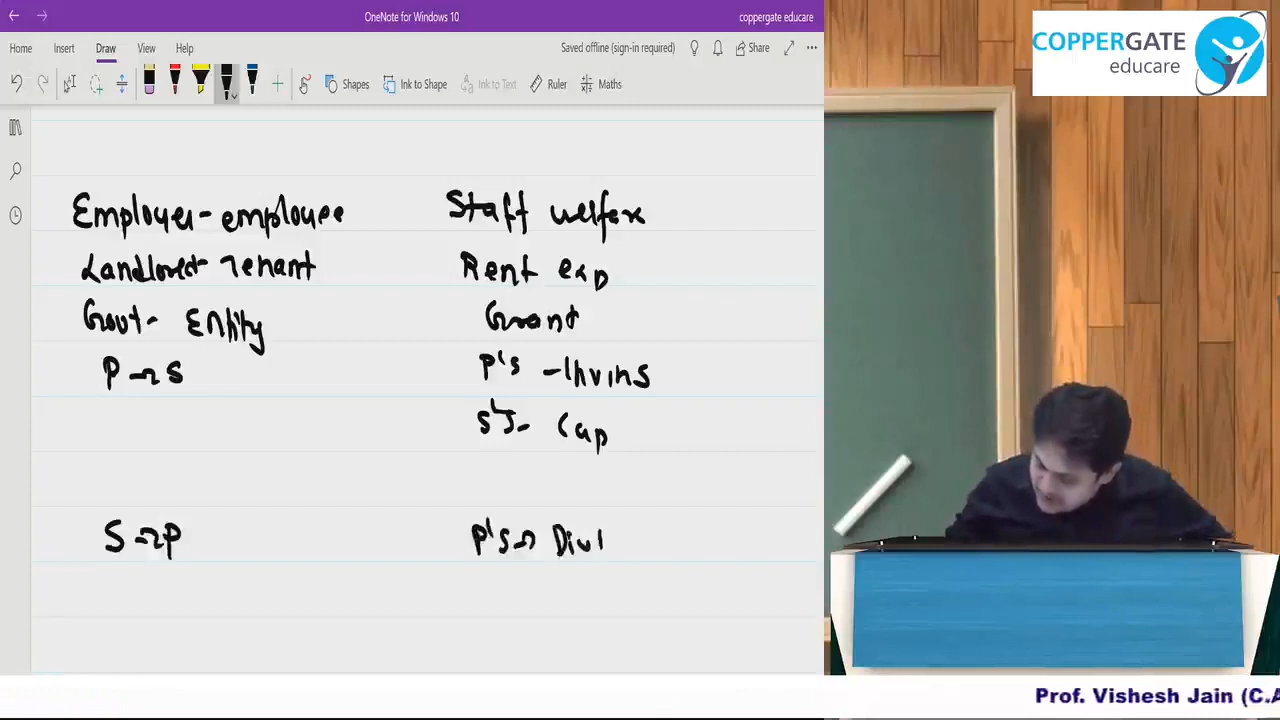 OneNote for Windows 10
coppergate educare
Home Insert Draw View Help
Saved offline (sign-in required) Share
Shapes Ink to Shape Ink to Text Ruler Maths
COPPERGATE
educare
Employer - employee Staff welfare
Landlord - Tenant Rent exp
Govt - Entity Grant
P → S P's - Inv in S
S's - Cap
S → P P's → Divi
Prof. Vishesh Jain (C.A